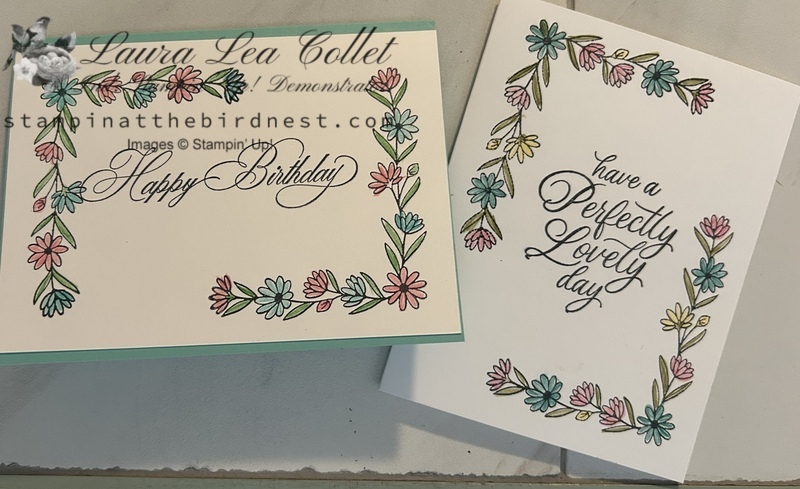 Laura Lea Collet
Demonstrator
stampinatthebirdnest.com
Images © Stampin' Up!
Happy Birthday
have a
Perfectly
Lovely
day